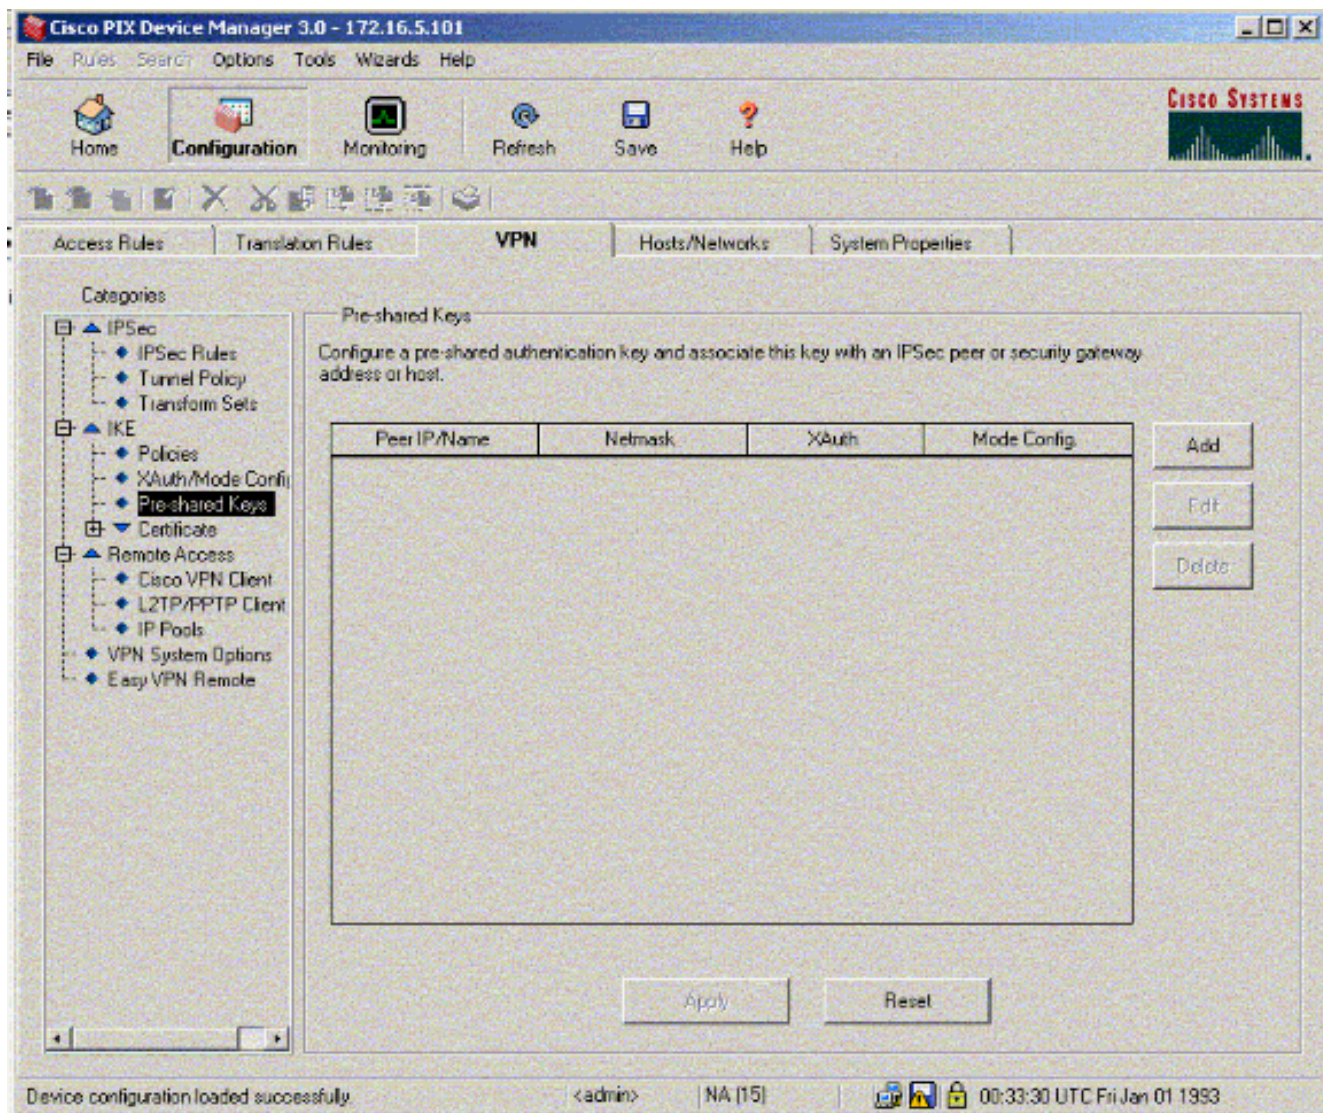 Cisco PIX Device Manager 3.0 - 172.16.5.101
File Rules Search Options Tools Wizards Help
Home Configuration Monitoring Refresh Save Help
CISCO SYSTEMS
Access Rules Translation Rules VPN Hosts/Networks System Properties
Categories
IPSec
IPSec Rules
Tunnel Policy
Transform Sets
IKE
Policies
XAuth/Mode Config
Pre-shared Keys
Certificate
Remote Access
Cisco VPN Client
L2TP/PPTP Client
IP Pools
VPN System Options
Easy VPN Remote
Pre-shared Keys
Configure a pre-shared authentication key and associate this key with an IPSec peer or security gateway
address or host.
Peer IP/Name Netmask XAuth Mode Config.
Add
Edit
Delete
Apply Reset
Device configuration loaded successfully. <admin> NA (15) 00:33:30 UTC Fri Jan 01 1993